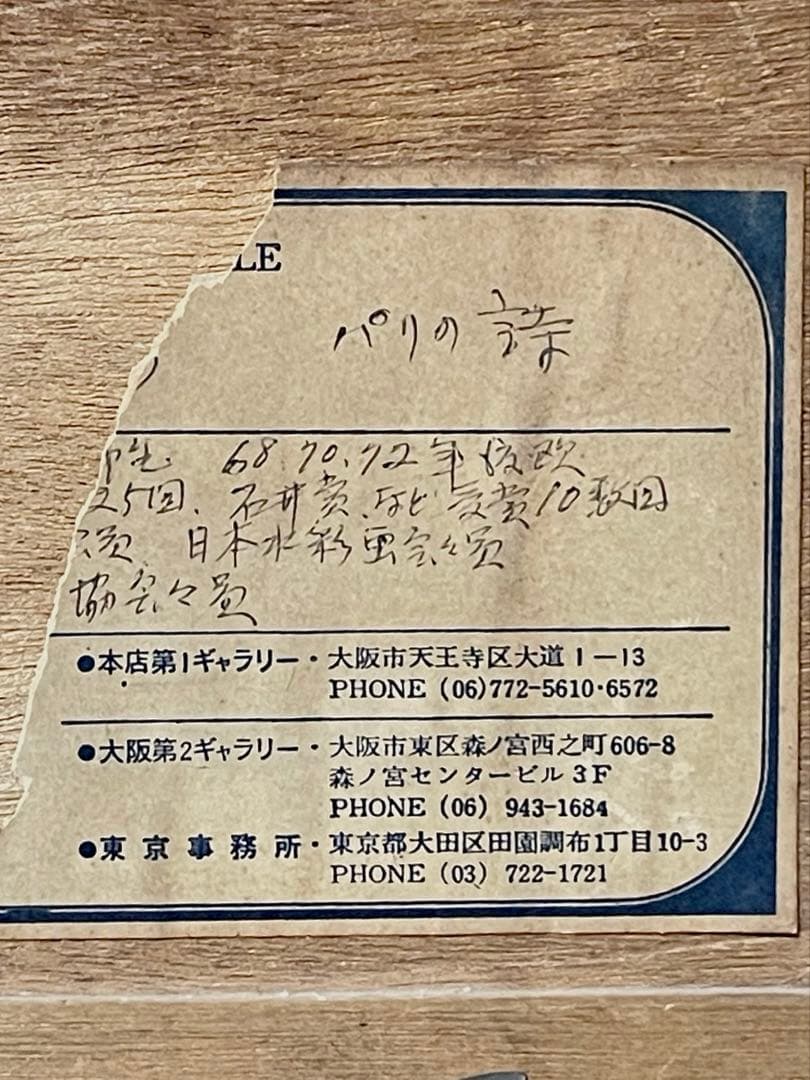 LE
パリの詩
68.70.72年渡欧
25回、石井賞、など受賞10数回
員、日本水彩画会々員
協会々員
●本店第1ギャラリー・大阪市天王寺区大道1-13
PHONE (06)772-5610・6572
●大阪第2ギャラリー・大阪市東区森ノ宮西之町606-8
森ノ宮センタービル3F
PHONE (06) 943-1684
●東京事務所・東京都大田区田園調布1丁目10-3
PHONE (03) 722-1721